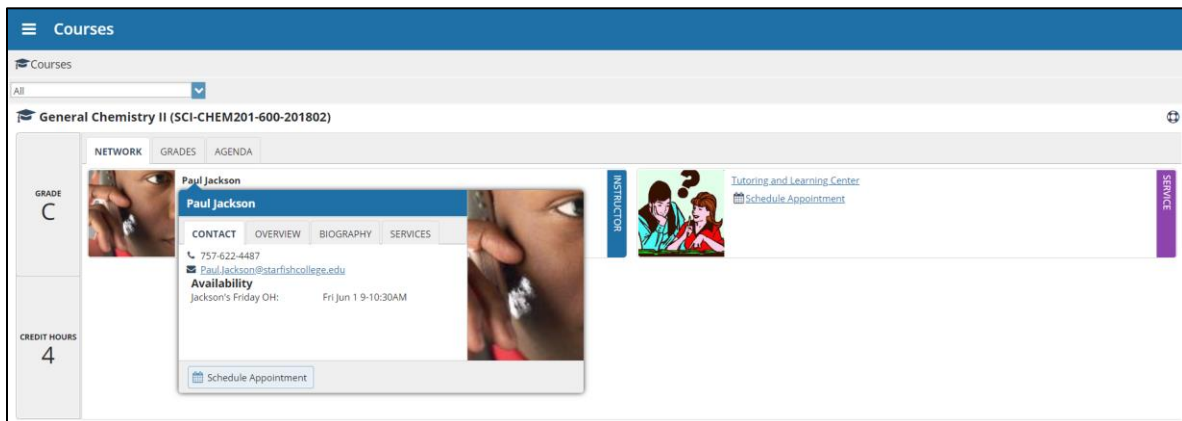 Courses
Courses
All
General Chemistry II (SCI-CHEM201-600-201802)
NETWORK GRADES AGENDA
GRADE
C
CREDIT HOURS
4
Paul Jackson
Paul Jackson
CONTACT OVERVIEW BIOGRAPHY SERVICES
757-622-4487
Paul.Jackson@starfishcollege.edu
Availability
Jackson's Friday OH: Fri Jun 1 9-10:30AM
Schedule Appointment
INSTRUCTOR
?
Tutoring and Learning Center
Schedule Appointment
SERVICE